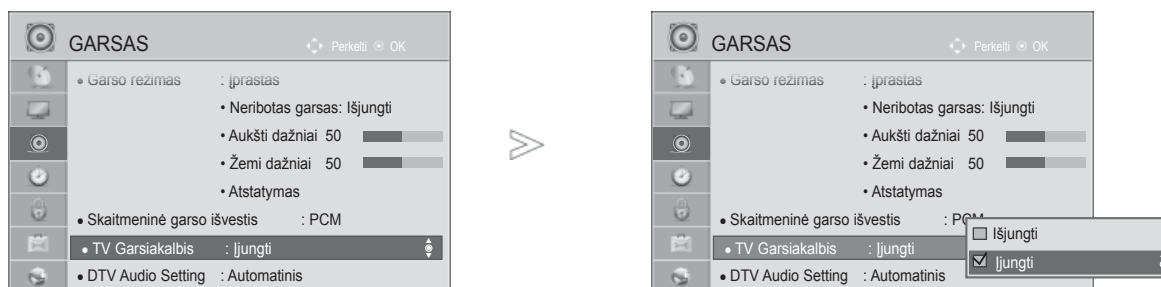 GARSAS Perkelti OK
• Garso režimas : Įprastas
• Neribotas garsas: Išjungti
• Aukšti dažniai 50
• Žemi dažniai 50
• Atstatymas
• Skaitmeninė garso išvestis : PCM
• TV Garsiakalbis : Įjungti
• DTV Audio Setting : Automatinis
>
GARSAS Perkelti OK
• Garso režimas : Įprastas
• Neribotas garsas: Išjungti
• Aukšti dažniai 50
• Žemi dažniai 50
• Atstatymas
• Skaitmeninė garso išvestis : PCM
• TV Garsiakalbis : Įjungti
• DTV Audio Setting : Automatinis
Išjungti
Įjungti